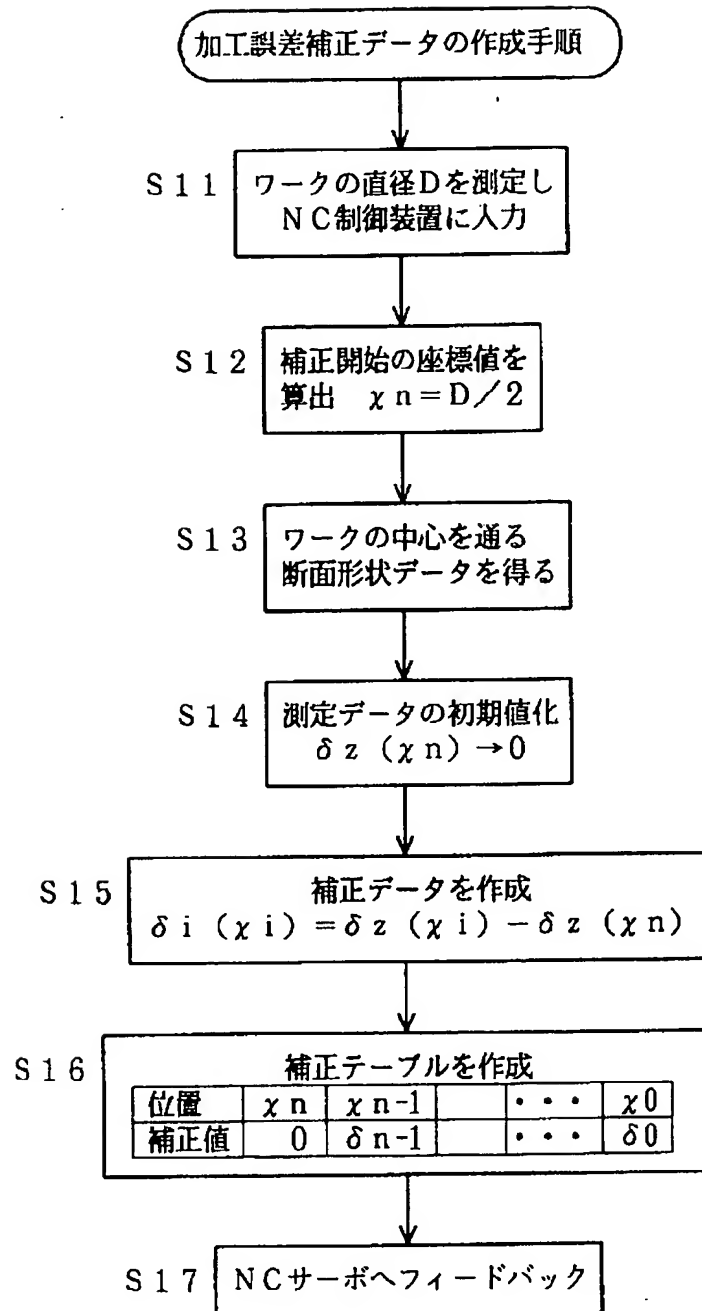 加工誤差補正データの作成手順
S11 ワークの直径Dを測定し
NC制御装置に入力
S12 補正開始の座標値を
算出 χn=D/2
S13 ワークの中心を通る
断面形状データを得る
S14 測定データの初期値化
δz(χn)→0
S15 補正データを作成
δi(χi)=δz(χi)-δz(χn)
S16 補正テーブルを作成
位置 χn χn-1 ・・・ χ0
補正値 0 δn-1 ・・・ δ0
S17 NCサーボへフィードバック